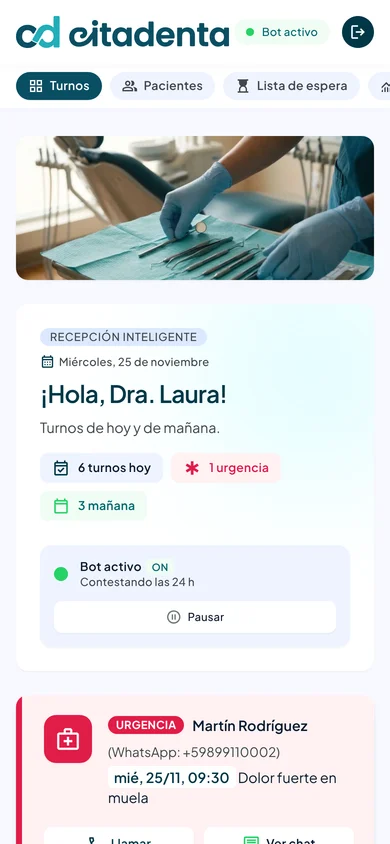 cd citadenta Bot activo
Turnos Pacientes Lista de espera
RECEPCIÓN INTELIGENTE
Miércoles, 25 de noviembre
¡Hola, Dra. Laura!
Turnos de hoy y de mañana.
6 turnos hoy 1 urgencia
3 mañana
Bot activo ON
Contestando las 24 h
Pausar
URGENCIA Martín Rodríguez
(WhatsApp: +59899110002)
mié, 25/11, 09:30 Dolor fuerte en
muela
Llamar Ver chat